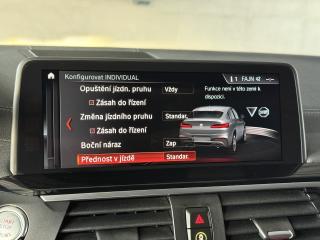 Konfigurovat INDIVIDUAL
1 FAJN 42
Opuštění jízdn. pruhu Vždy
Zásah do řízení
Změna jízdního pruhu Standar.
Zásah do řízení
Boční náraz Zap
Přednost v jízdě Standar.
Funkce není v této zemi k
dispozici.